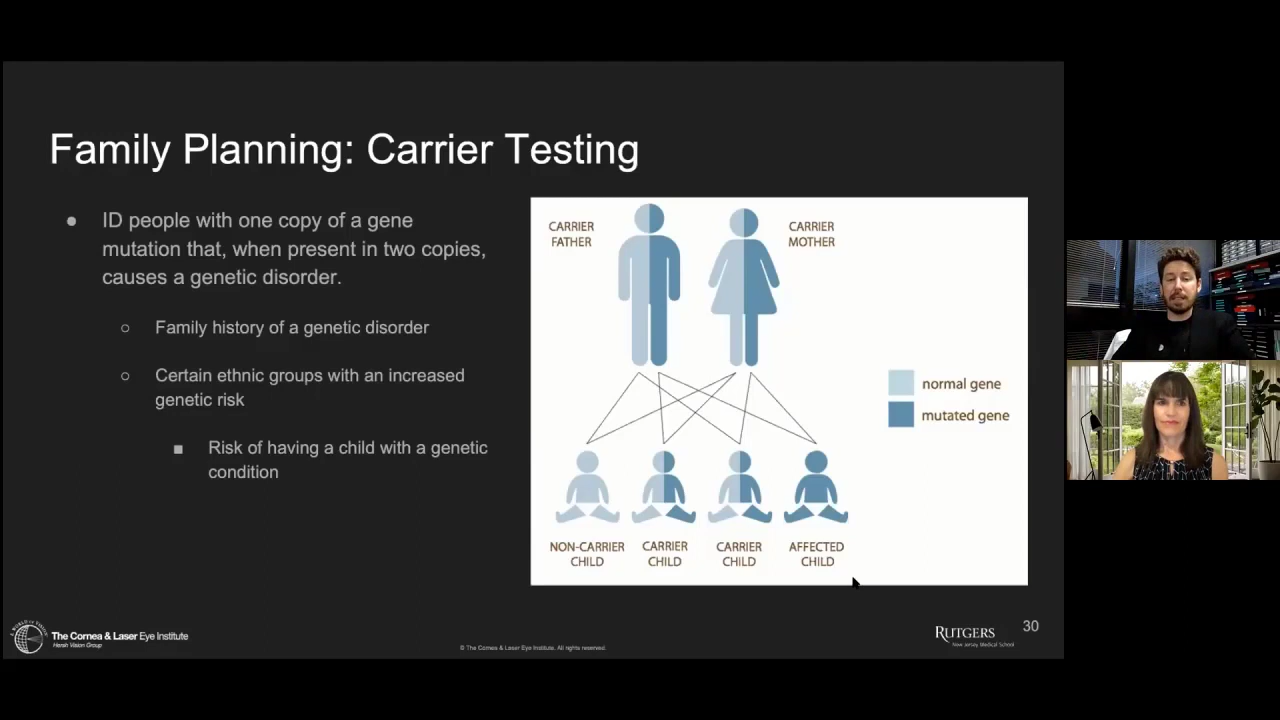 Family Planning: Carrier Testing
● ID people with one copy of a gene
mutation that, when present in two copies,
causes a genetic disorder.
○ Family history of a genetic disorder
○ Certain ethnic groups with an increased
genetic risk
■ Risk of having a child with a genetic
condition
CARRIER
FATHER
CARRIER
MOTHER
normal gene
mutated gene
NON-CARRIER
CHILD
CARRIER
CHILD
CARRIER
CHILD
AFFECTED
CHILD
A WORLD OF VISION
The Cornea & Laser Eye Institute
Hersh Vision Group
© The Cornea & Laser Eye Institute. All rights reserved.
RUTGERS
New Jersey Medical School
30